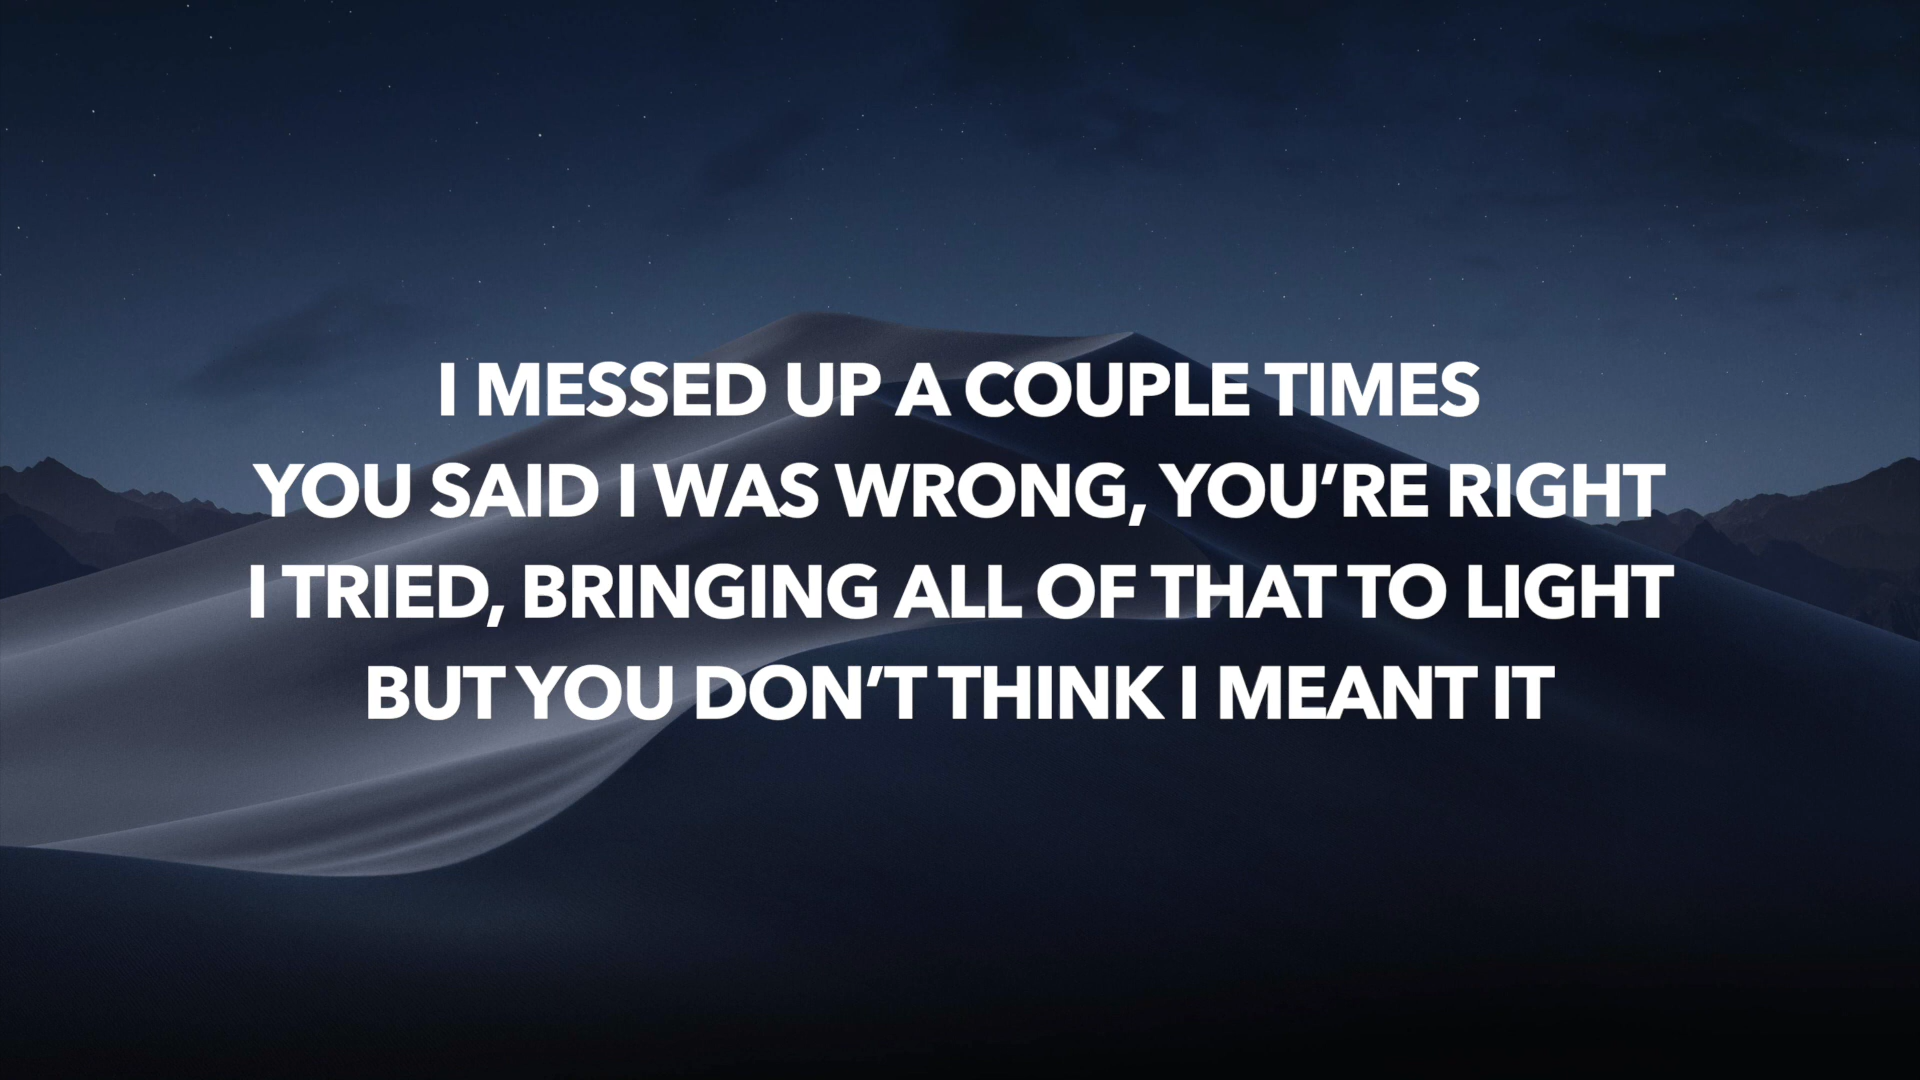 I MESSED UP A COUPLE TIMES
YOU SAID I WAS WRONG, YOU’RE RIGHT
I TRIED, BRINGING ALL OF THAT TO LIGHT
BUT YOU DON’T THINK I MEANT IT